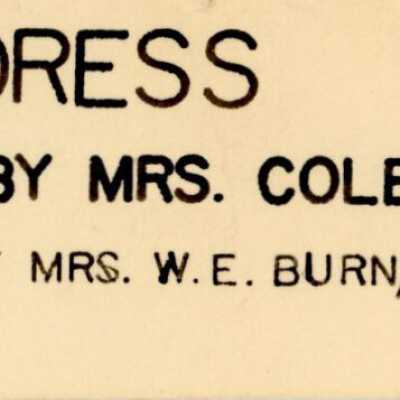 DRESS
BY MRS. COLE
MRS. W. E. BURN,